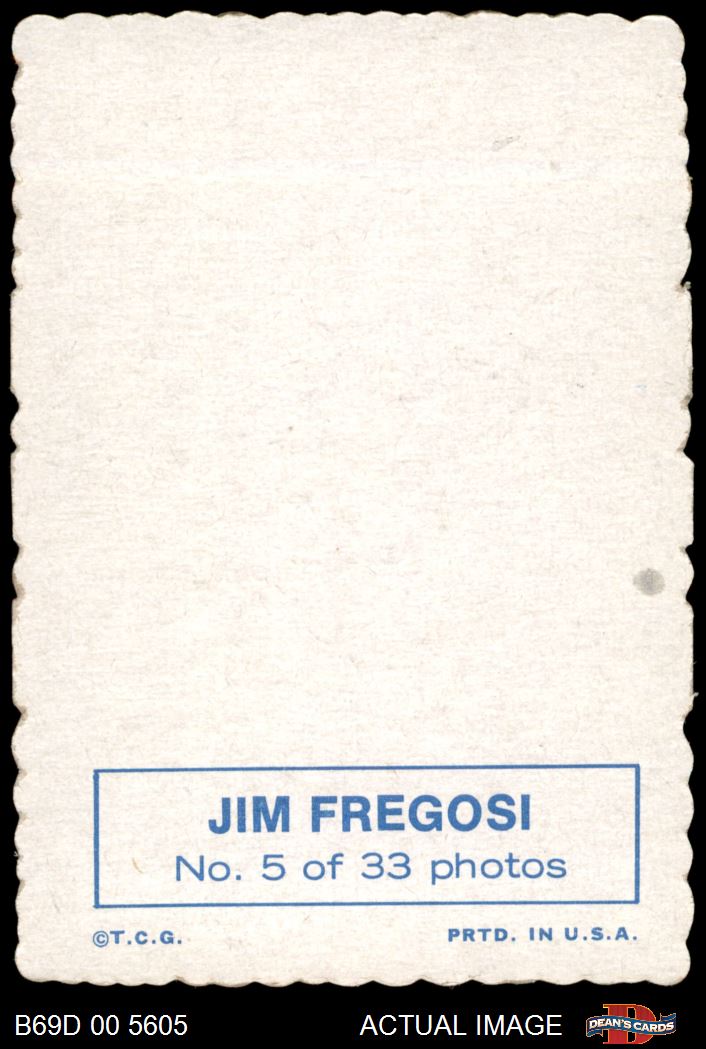 JIM FREGOSI
No. 5 of 33 photos
©T.C.G. PRTD. IN U.S.A.
B69D 00 5605 ACTUAL IMAGE DEAN'S CARDS